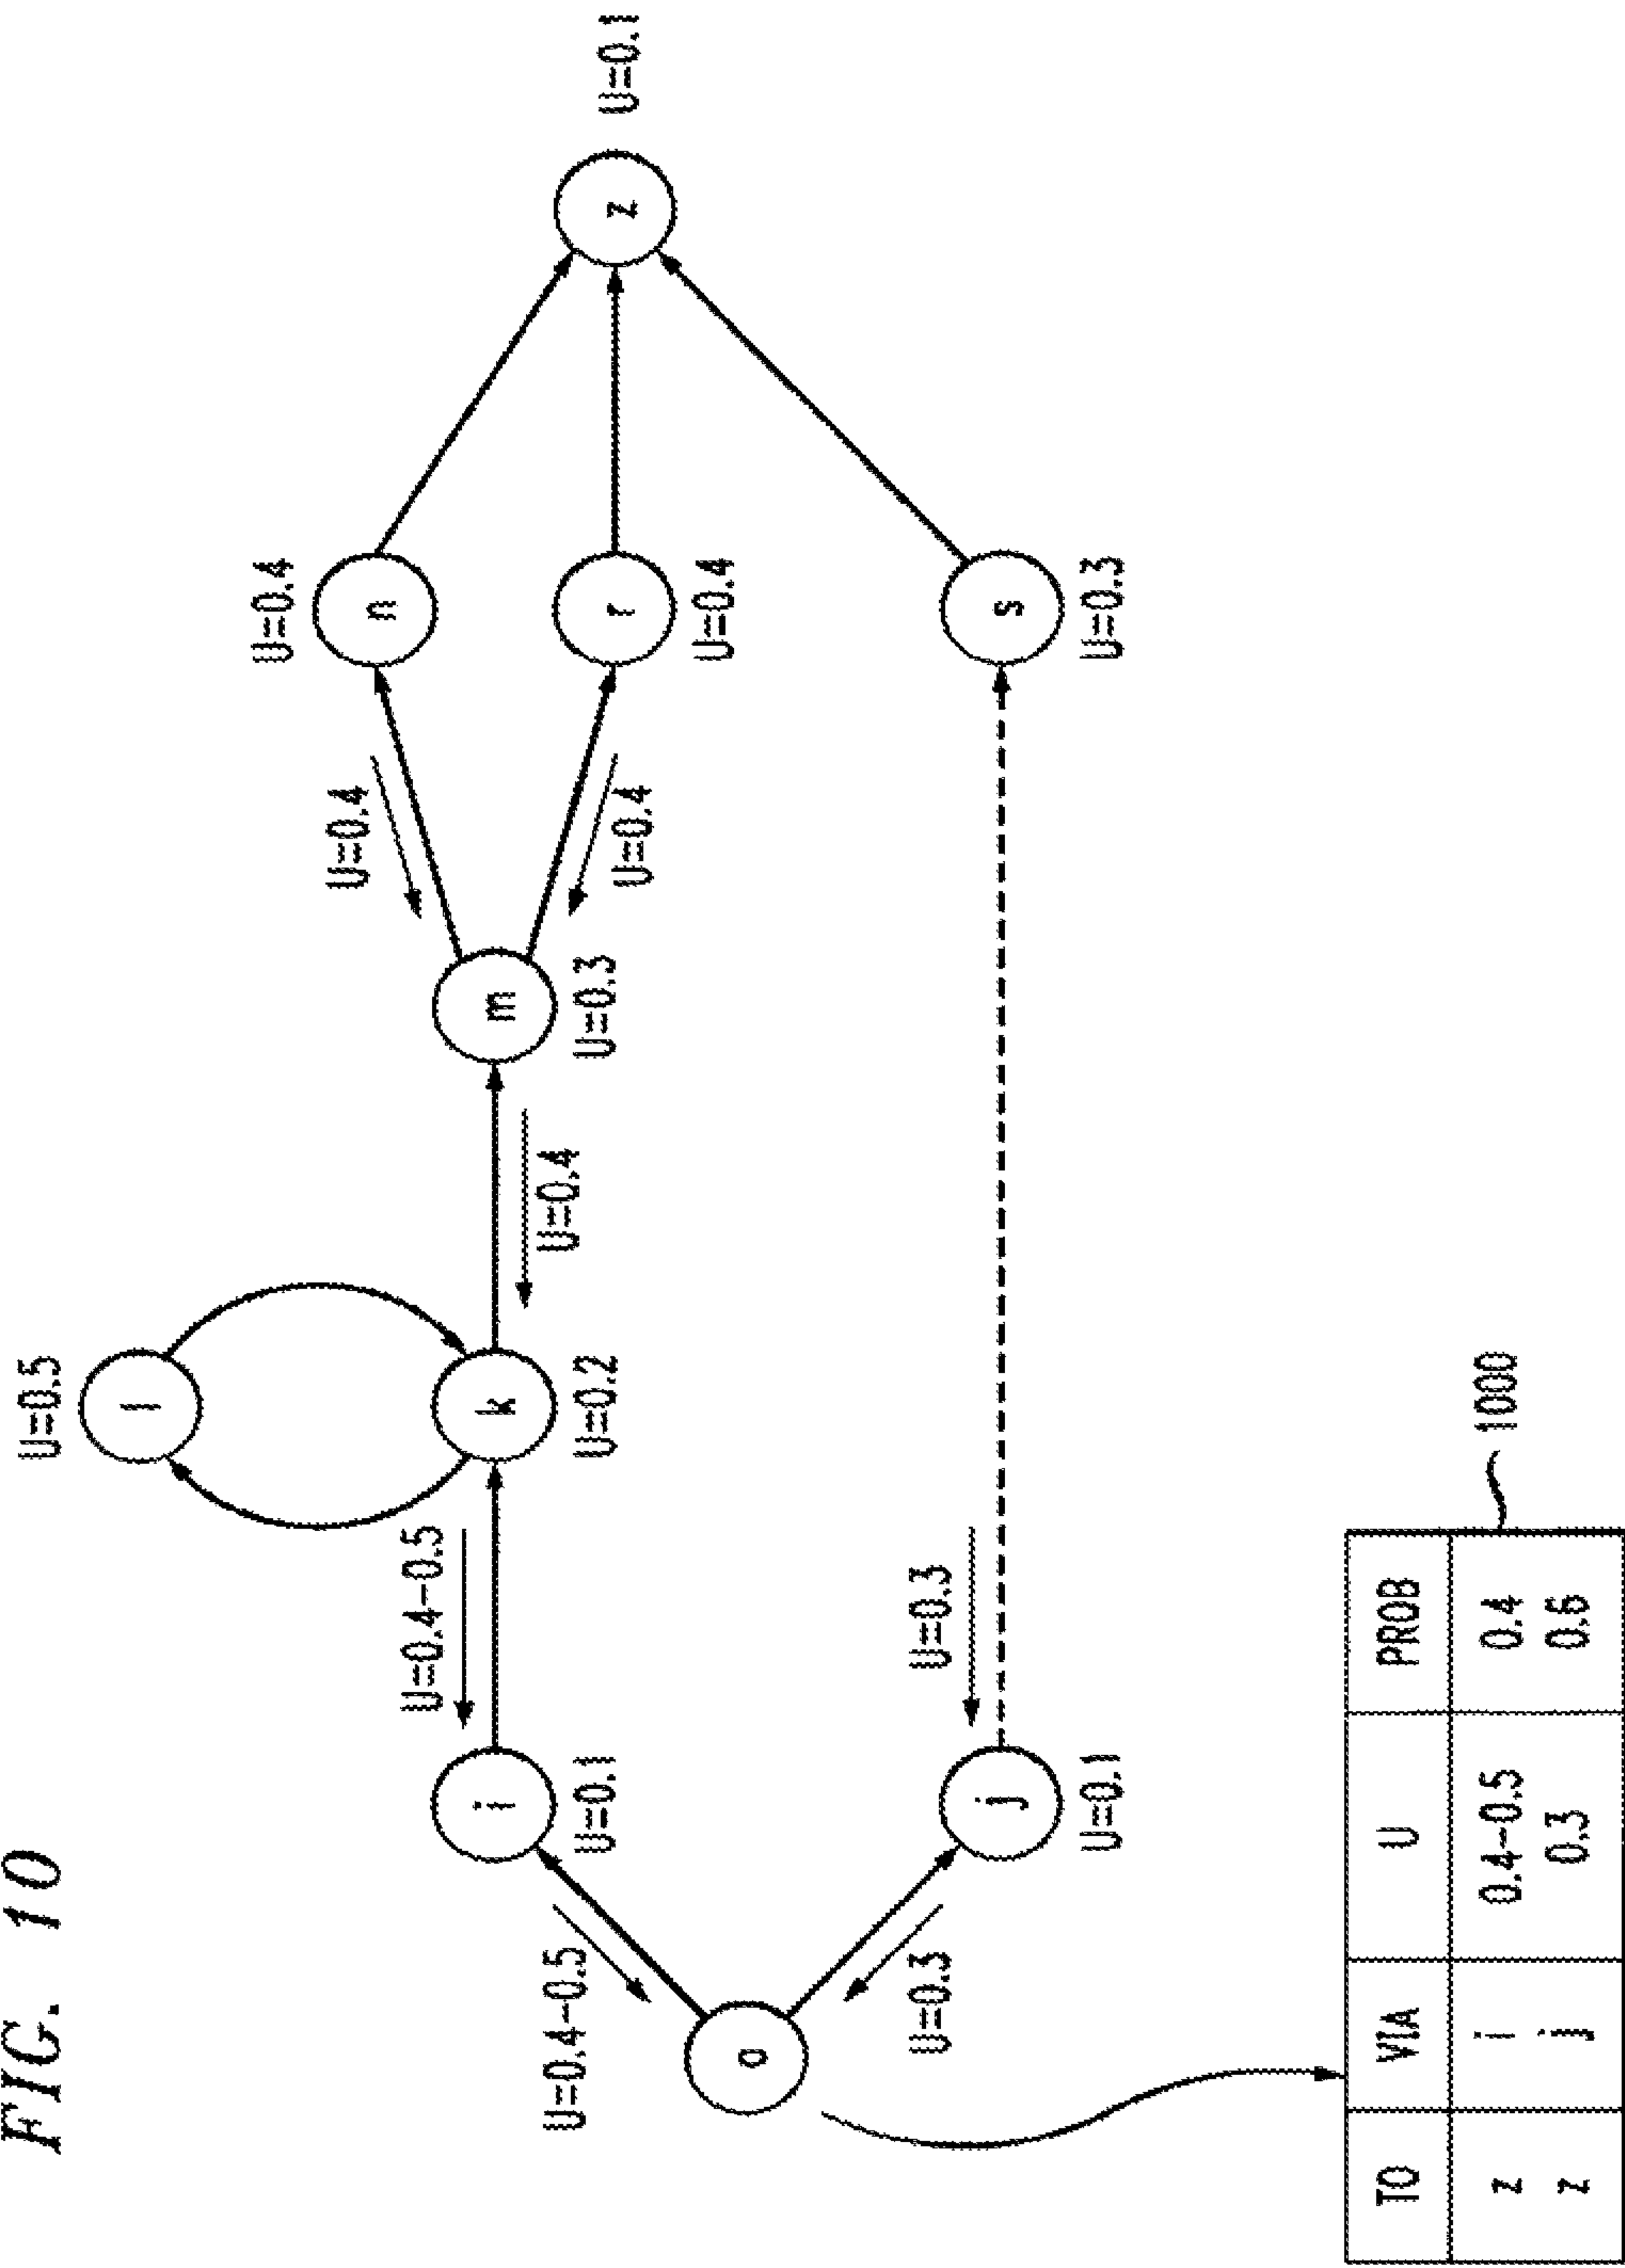 FIG. 10
U=0.5
l
U=0.4
n
U=0.4-0.5
U=0.4
i
U=0.1
k
U=0.2
U=0.4
m
U=0.3
U=0.4
r
U=0.4
z
U=0.1
U=0.4-0.5
a
U=0.3
U=0.3
j
U=0.1
s
U=0.3
TO VIA U PROB
z i 0.4-0.5 0.4
z j 0.3 0.6
1000